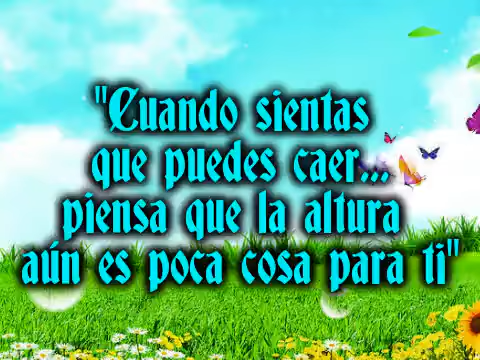 "Cuando sientas
que puedes caer...
piensa que la altura
aún es poca cosa para ti"